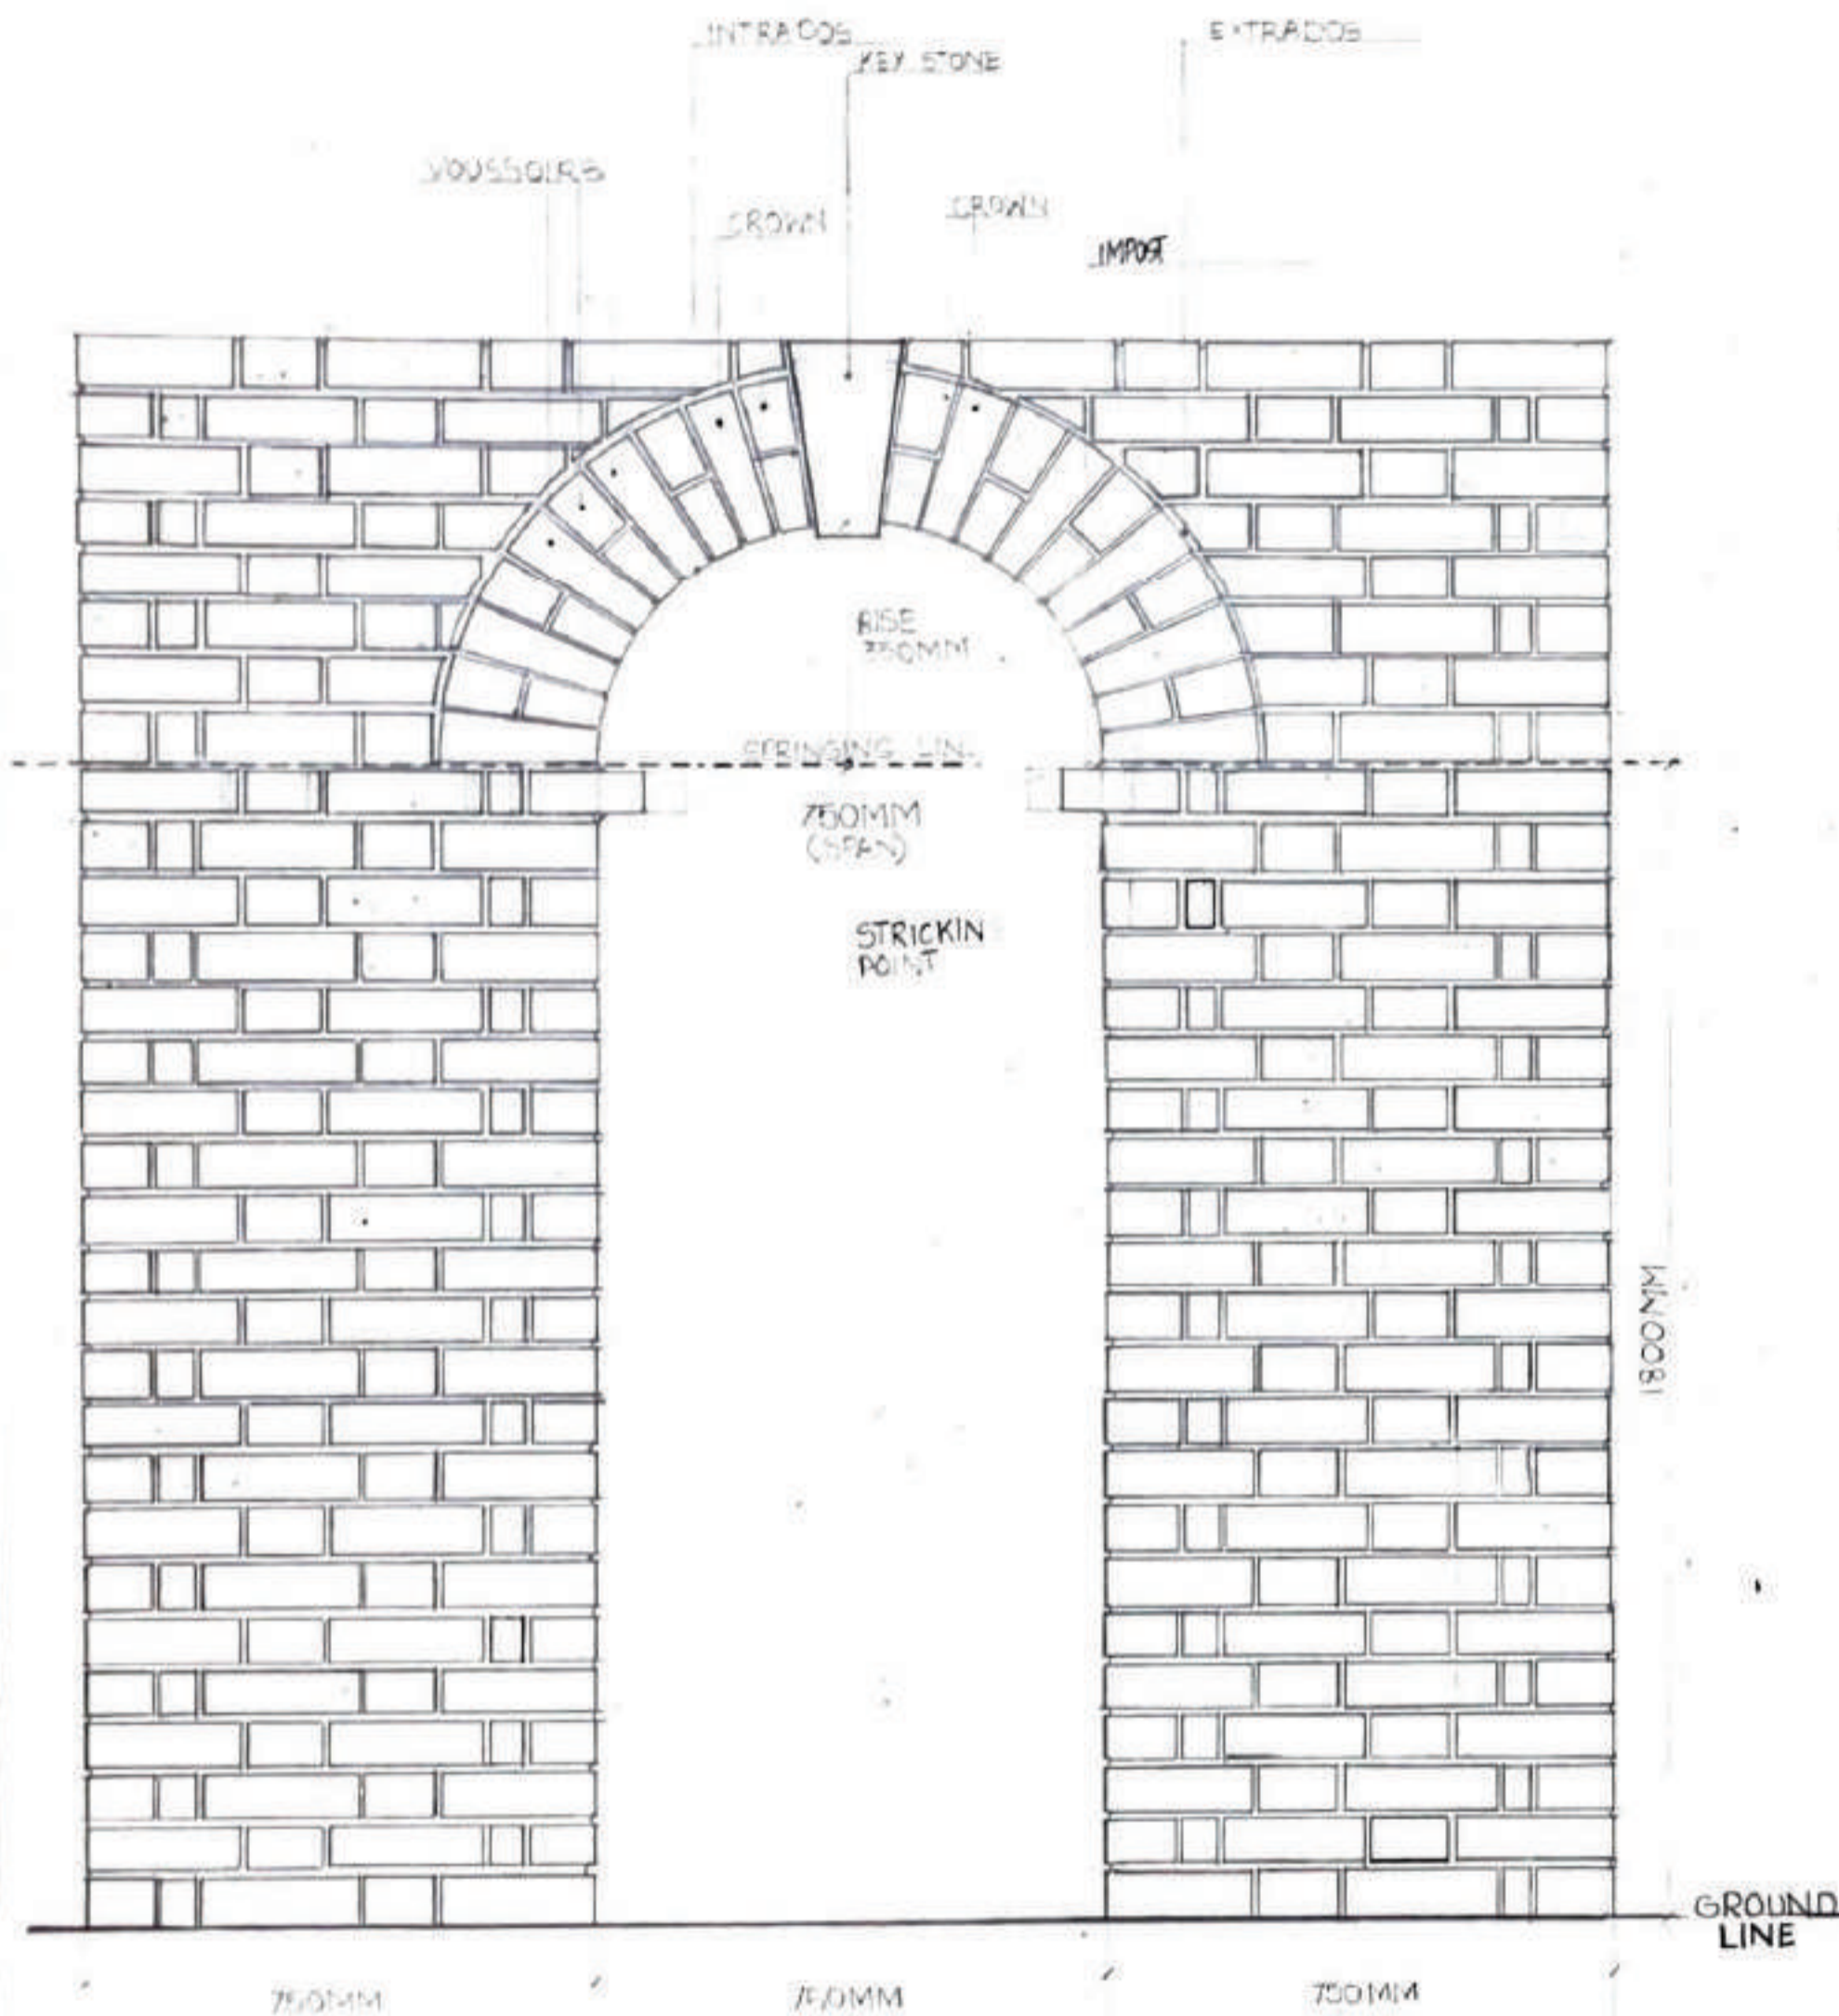 INTRADOS
EXTRADOS
KEY STONE
VOUSSOIRS
CROWN
CROWN
IMPOST
RISE
350MM
SPRINGING LIN
750MM
(SPAN)
STRICKIN
POINT
1800MM
GROUND
LINE
750MM
750MM
750MM